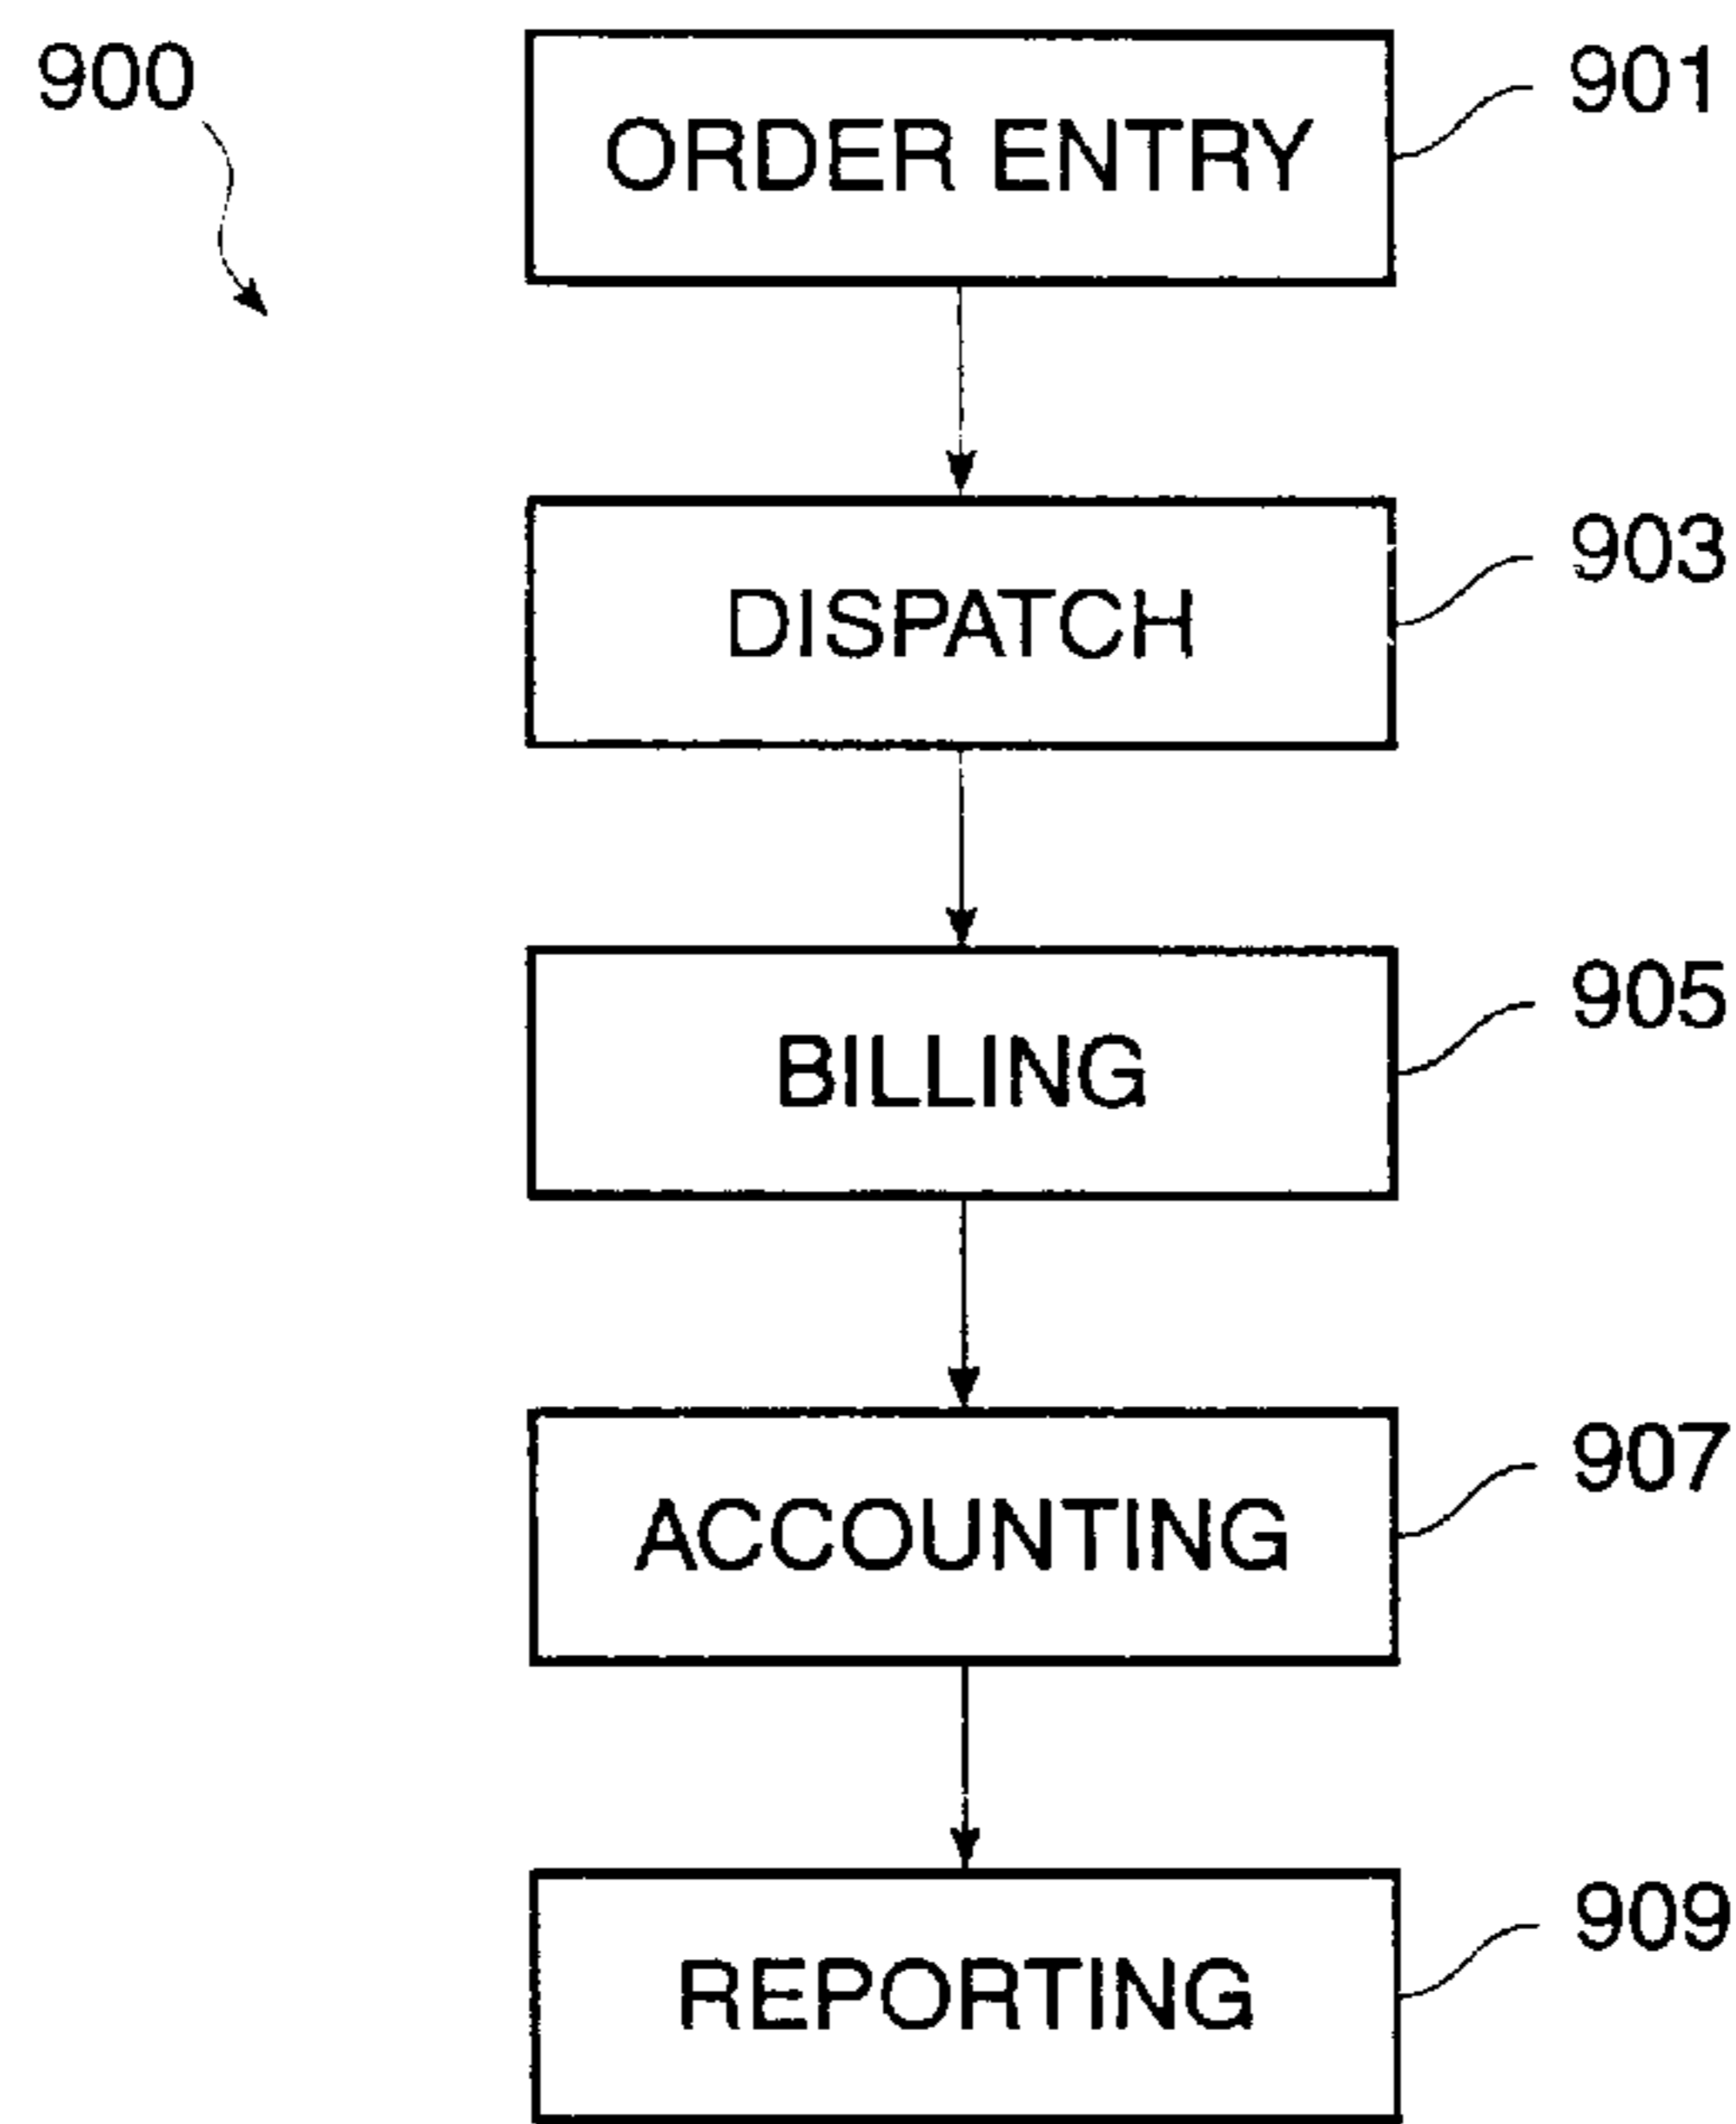 900
ORDER ENTRY
901
DISPATCH
903
BILLING
905
ACCOUNTING
907
REPORTING
909